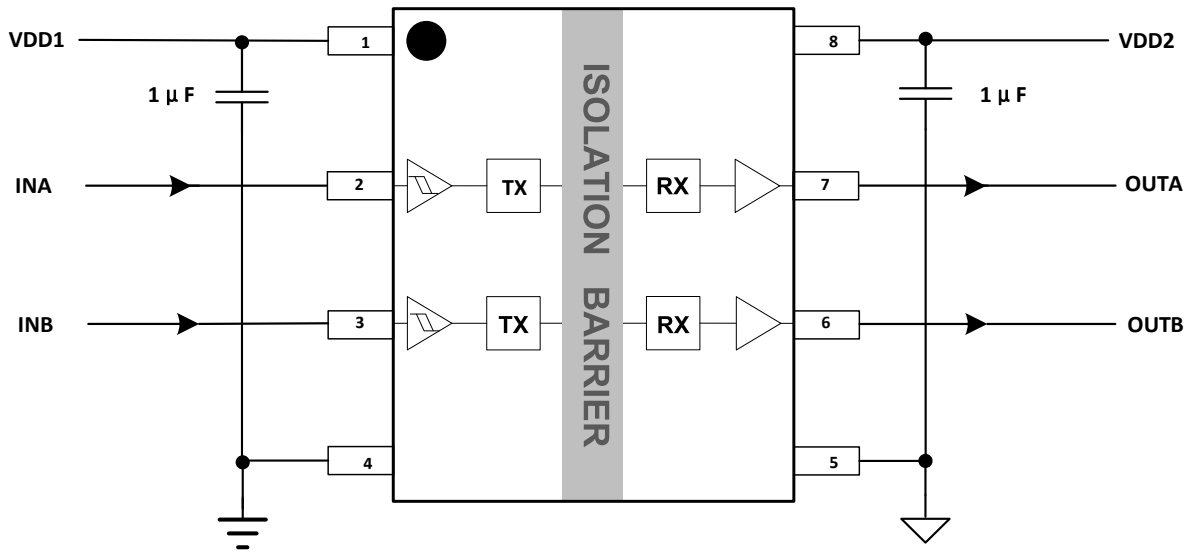 VDD1
1
8
VDD2
1 µ F
1 µ F
INA
2
TX
RX
7
OUTA
INB
3
TX
RX
6
OUTB
4
5
ISOLATION BARRIER